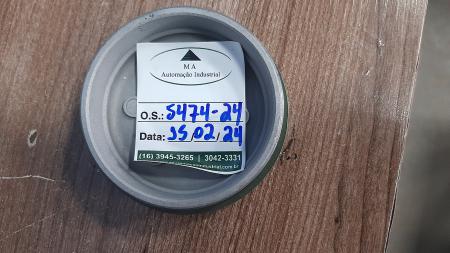 M A
Automação Industrial
O.S.: 5474-24
Data: 15/02/24
(16) 3945-3265 | 3042-3331